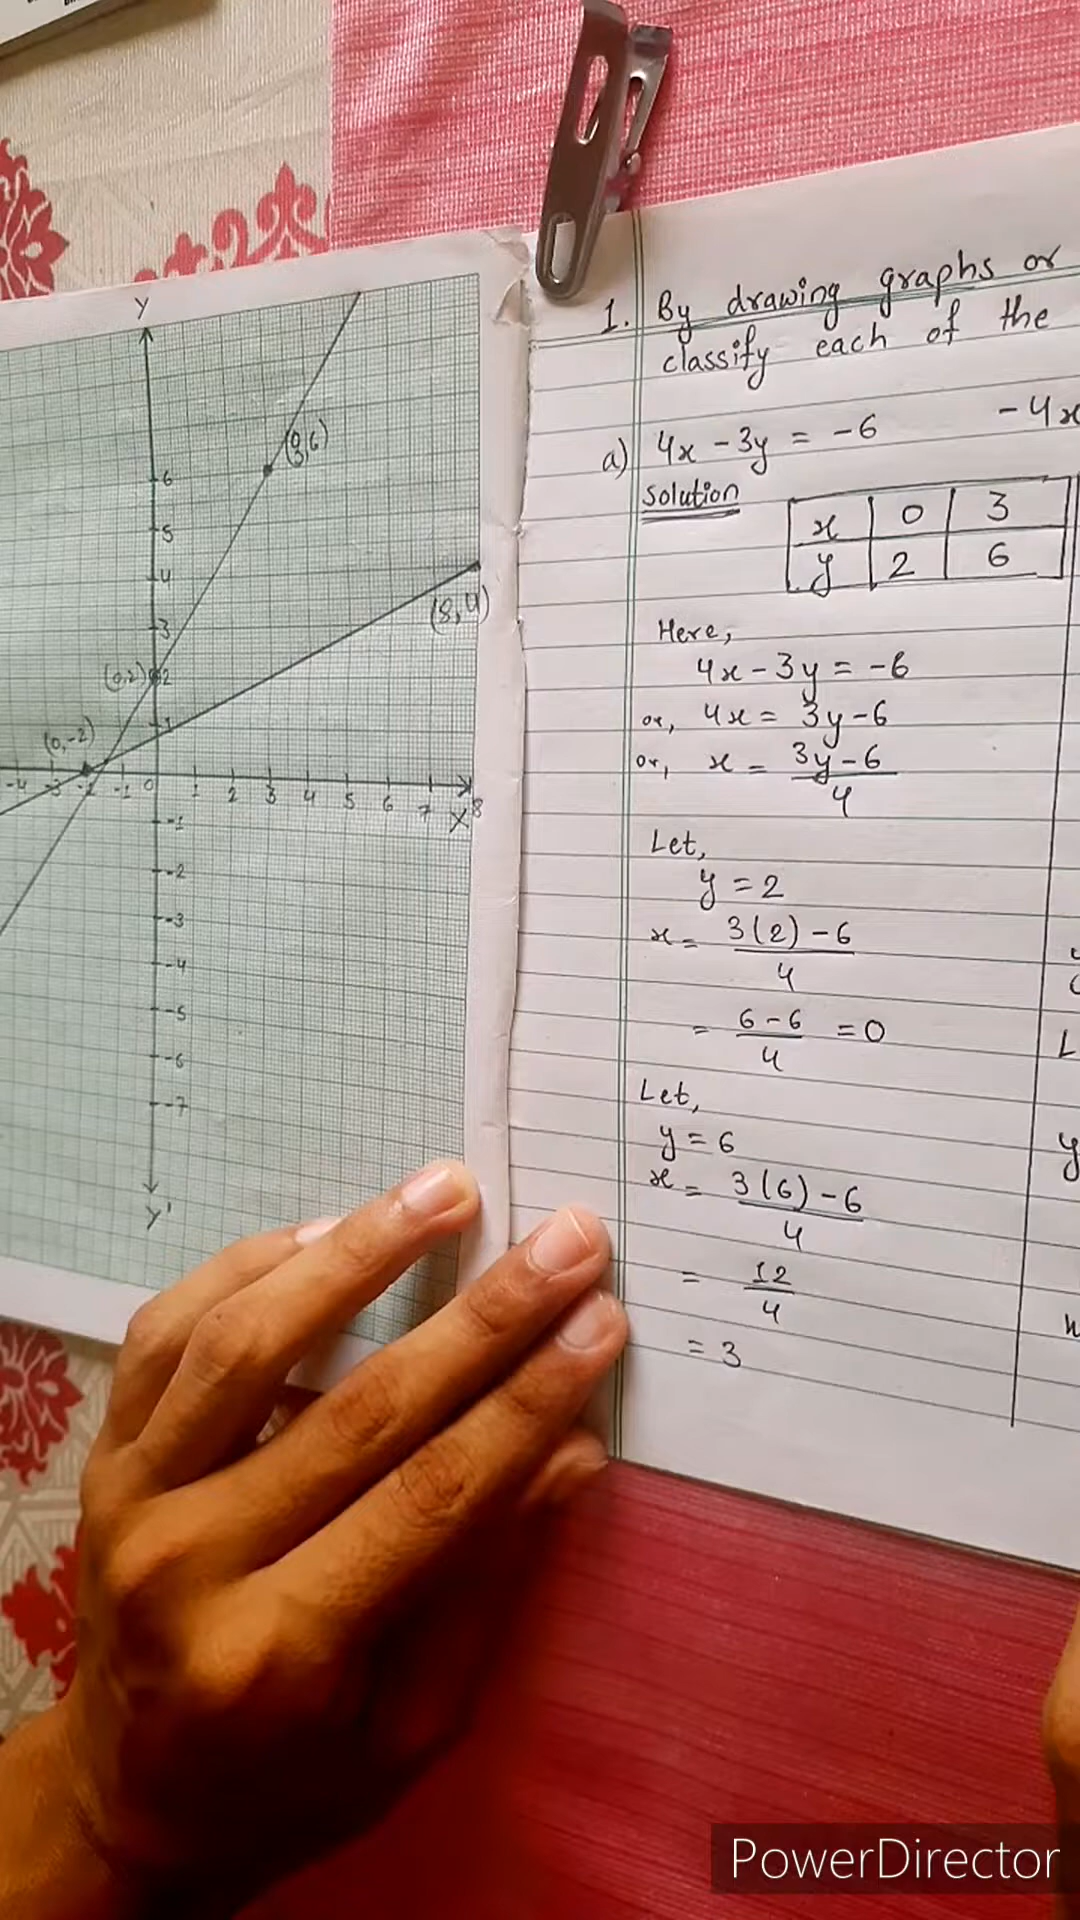 Y
(3,6)
6
5
4
(8,4)
3
(0,2)
2
1
(0,-2)
-4 -3 -2 -1 0 1 2 3 4 5 6 7 8
X
-1
-2
-3
-4
-5
-6
-7
Y'
1. By drawing graphs or
classify each of the
a) 4x - 3y = -6 -4x
Solution
x 0 3
y 2 6
Here,
4x - 3y = -6
or, 4x = 3y - 6
or, x = 3y - 6 / 4
Let,
y = 2
x = 3(2) - 6 / 4
= 6 - 6 / 4 = 0
Let,
y = 6
x = 3(6) - 6 / 4
= 12 / 4
= 3
L
y
PowerDirector